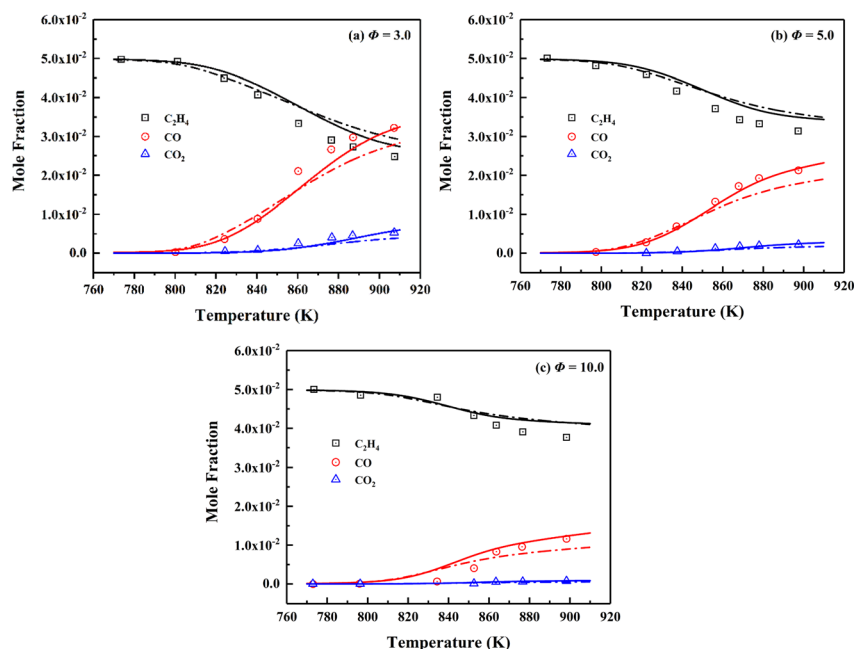 6.0x10⁻²
(a) Φ = 3.0
5.0x10⁻²
4.0x10⁻²
3.0x10⁻²
2.0x10⁻²
1.0x10⁻²
0.0
Mole Fraction
C₂H₄
CO
CO₂
760 780 800 820 840 860 880 900 920
Temperature (K)
6.0x10⁻²
(b) Φ = 5.0
5.0x10⁻²
4.0x10⁻²
3.0x10⁻²
2.0x10⁻²
1.0x10⁻²
0.0
Mole Fraction
C₂H₄
CO
CO₂
760 780 800 820 840 860 880 900 920
Temperature (K)
6.0x10⁻²
(c) Φ = 10.0
5.0x10⁻²
4.0x10⁻²
3.0x10⁻²
2.0x10⁻²
1.0x10⁻²
0.0
Mole Fraction
C₂H₄
CO
CO₂
760 780 800 820 840 860 880 900 920
Temperature (K)